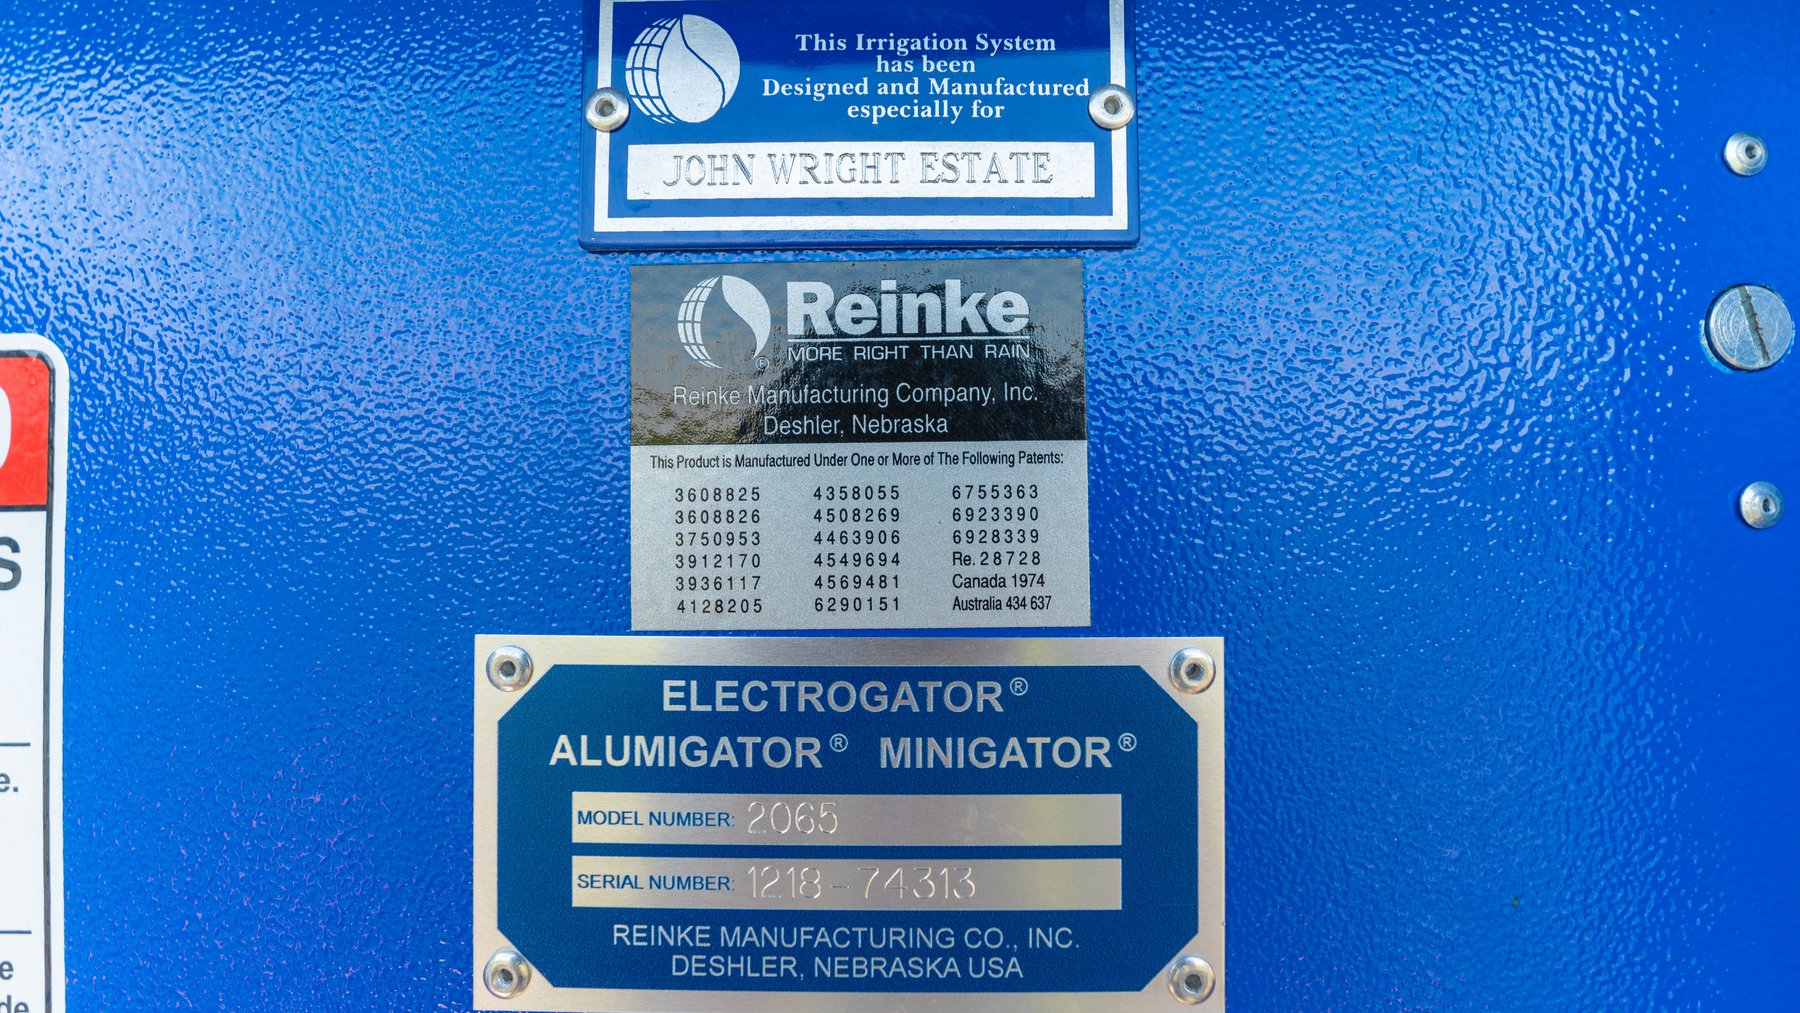 This Irrigation System
has been
Designed and Manufactured
especially for
JOHN WRIGHT ESTATE
Reinke
MORE RIGHT THAN RAIN
Reinke Manufacturing Company, Inc.
Deshler, Nebraska
This Product is Manufactured Under One or More of The Following Patents:
3608825 4358055 6755363
3608826 4508269 6923390
3750953 4463906 6928339
3912170 4549694 Re. 28728
3936117 4569481 Canada 1974
4128205 6290151 Australia 434 637
ELECTROGATOR®
ALUMIGATOR® MINIGATOR®
MODEL NUMBER: 2065
SERIAL NUMBER: 1218-74313
REINKE MANUFACTURING CO., INC.
DESHLER, NEBRASKA USA